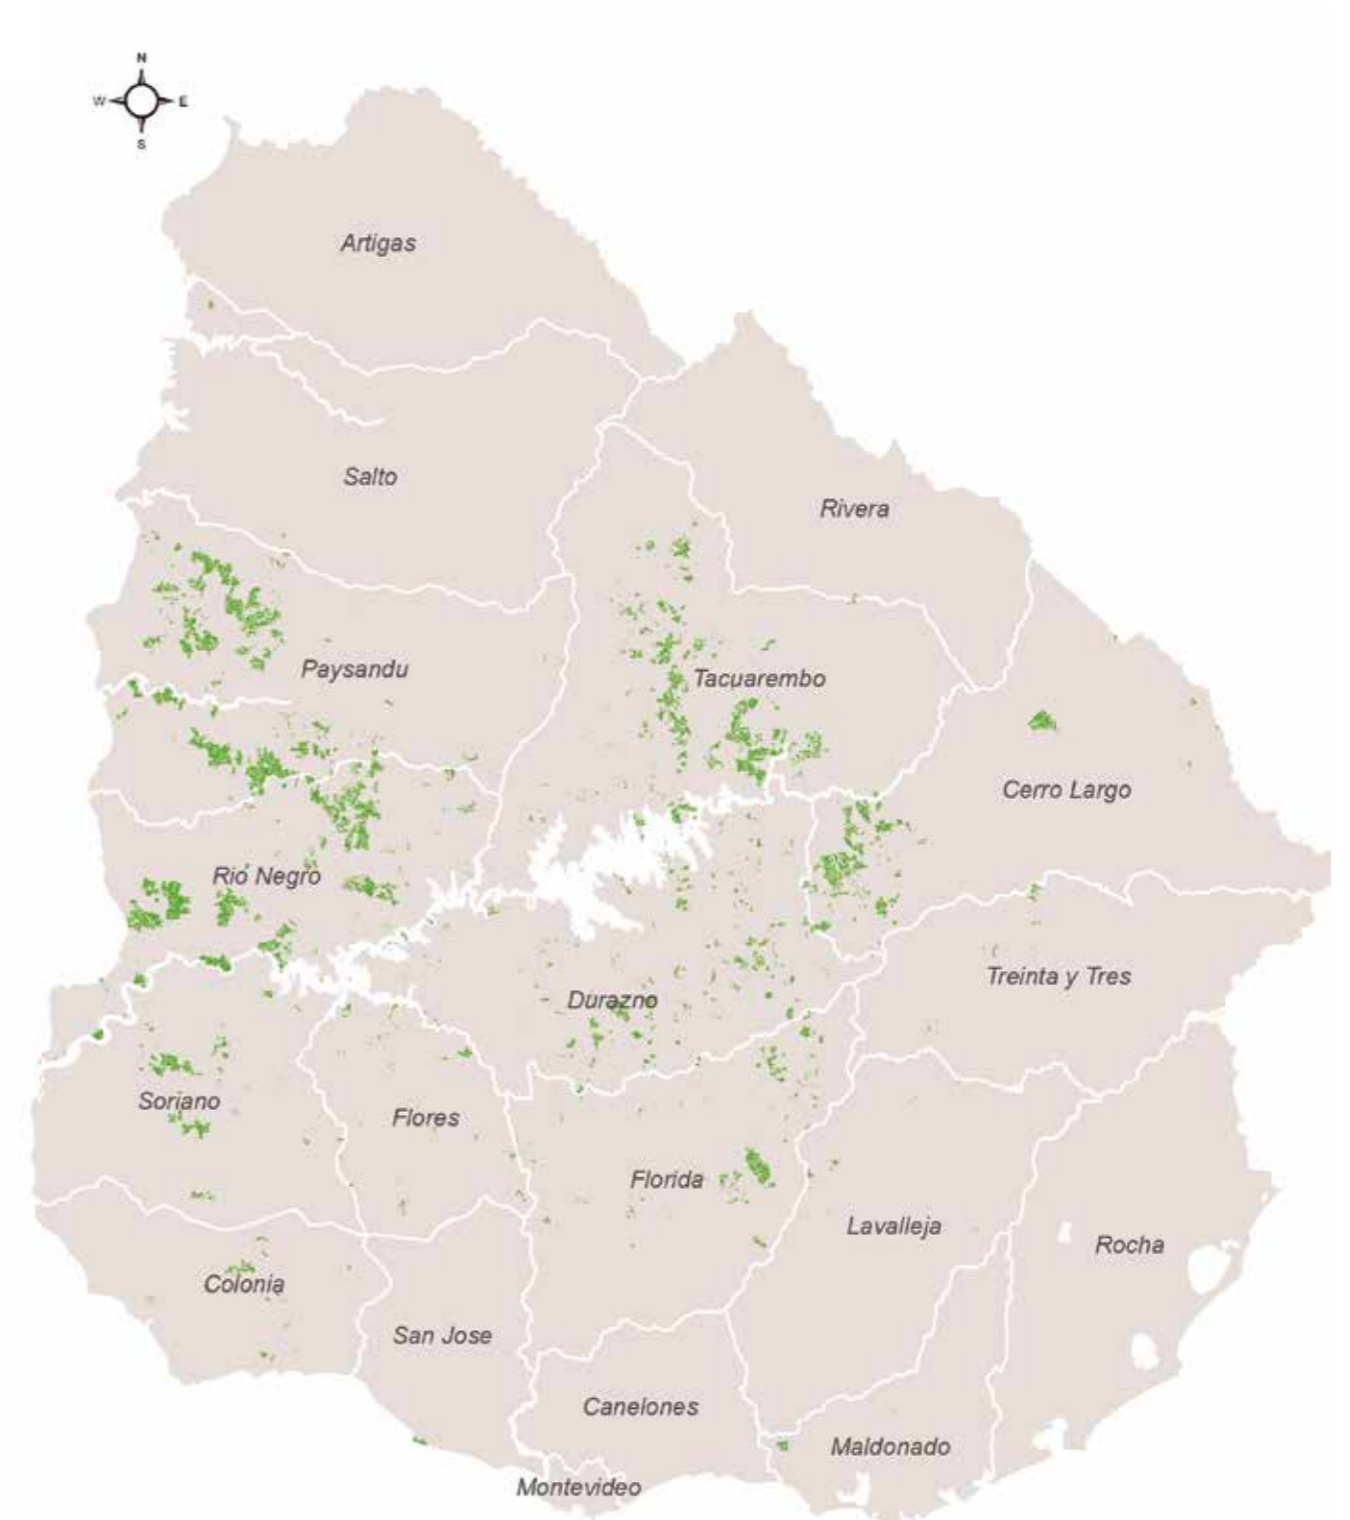 N
W E
S
Artigas
Salto
Rivera
Paysandu
Tacuarembo
Cerro Largo
Rio Negro
Treinta y Tres
Durazno
Soriano
Flores
Florida
Lavalleja
Rocha
Colonia
San Jose
Canelones
Maldonado
Montevideo